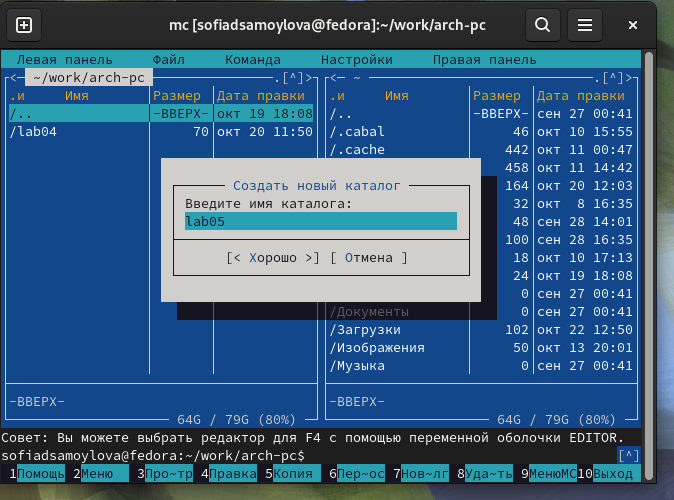 mc [sofiadsamoylova@fedora]:~/work/arch-pc
Левая панель Файл Команда Настройки Правая панель
<─ ~/work/arch-pc .[^]>
.и Имя Размер Дата правки
/.. -ВВЕРХ- окт 19 18:08
/lab04 70 окт 20 11:50
-ВВЕРХ-
64G / 79G (80%)
<─ ~ .[^]>
.и Имя Размер Дата правки
/.. -ВВЕРХ- сен 27 00:41
/.cabal 46 окт 10 15:55
/.cache 442 окт 11 00:47
458 окт 11 14:42
164 окт 20 12:03
32 окт 8 16:35
48 сен 28 14:01
100 сен 28 16:35
18 окт 10 17:13
24 окт 19 18:08
0 сен 27 00:41
/Документы 0 сен 27 00:41
/Загрузки 102 окт 22 12:50
/Изображения 50 окт 13 20:01
/Музыка 0 сен 27 00:41
-ВВЕРХ-
64G / 79G (80%)
Создать новый каталог
Введите имя каталога:
lab05
[< Хорошо >] [ Отмена ]
Совет: Вы можете выбрать редактор для F4 с помощью переменной оболочки EDITOR.
sofiadsamoylova@fedora:~/work/arch-pc$ [^]
1Помощь 2Меню 3Про~тр 4Правка 5Копия 6Пер~ос 7Нов~лг 8Уда~ть 9МенюMC 10Выход